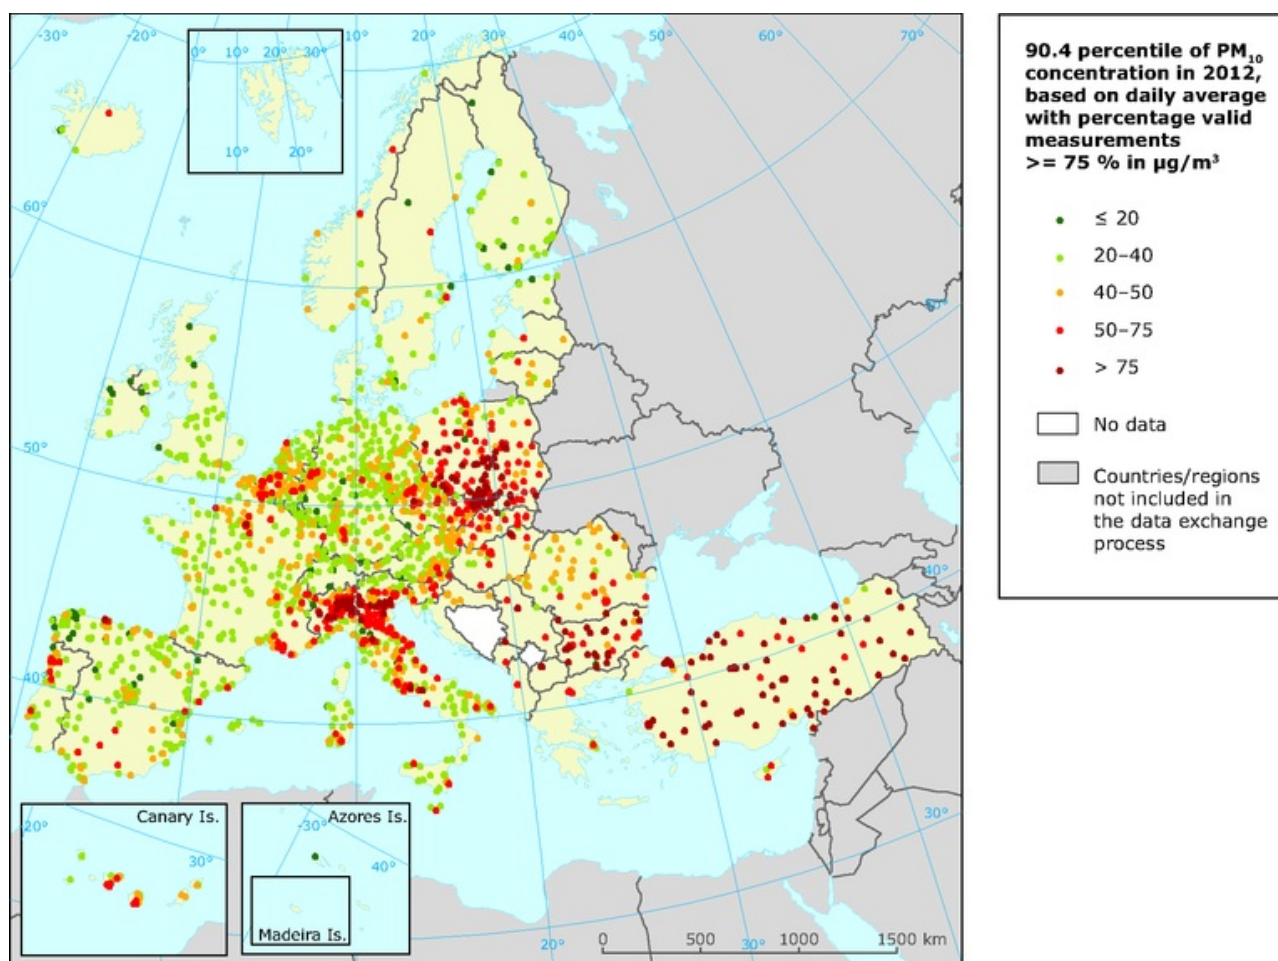 -30°
-20°
-10°
0°
10°
20°
30°
40°
50°
60°
70°
0° 10° 20° 30°
10° 20°
60°
50°
50°
40°
40°
30°
Canary Is.
20°
30°
Azores Is.
-30°
40°
Madeira Is.
20°
30°
0 500 1000 1500 km
90.4 percentile of PM₁₀
concentration in 2012,
based on daily average
with percentage valid
measurements
>= 75 % in µg/m³
≤ 20
20–40
40–50
50–75
> 75
No data
Countries/regions
not included in
the data exchange
process